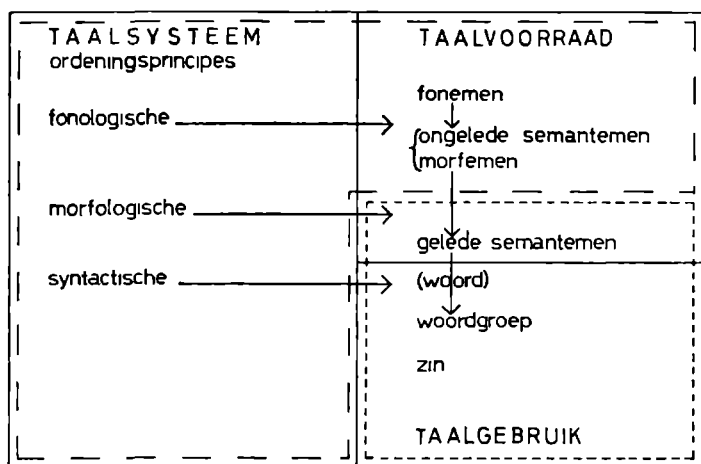 TAALSYSTEEM
ordeningsprincipes
fonologische
morfologische
syntactische
TAALVOORRAAD
fonemen
ongelede semantemen
morfemen
gelede semantemen
(woord)
woordgroep
zin
TAALGEBRUIK